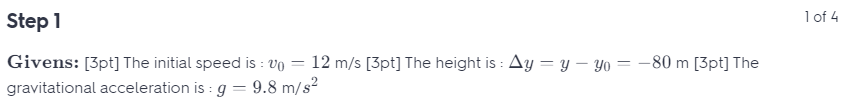 Step 1
1 of 4
Givens: [3pt] The initial speed is : v₀ = 12 m/s [3pt] The height is : Δy = y − y₀ = −80 m [3pt] The
gravitational acceleration is : g = 9.8 m/s²